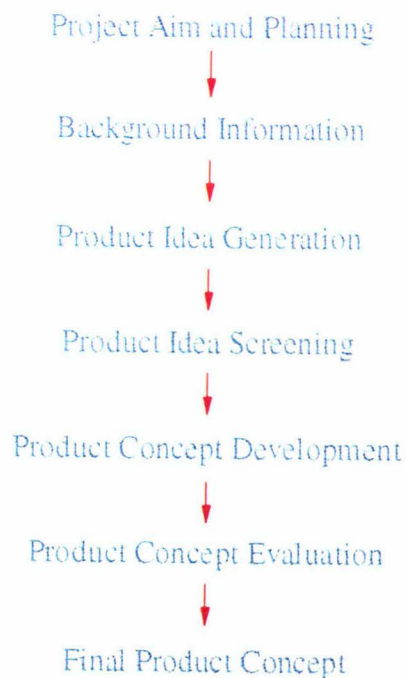 Project Aim and Planning
Background Information
Product Idea Generation
Product Idea Screening
Product Concept Development
Product Concept Evaluation
Final Product Concept